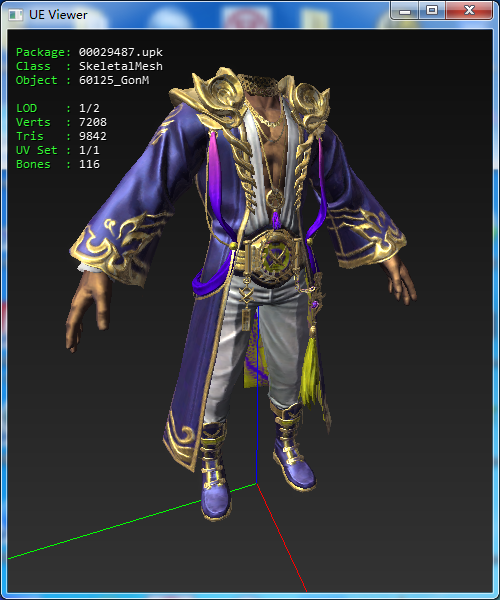 UE Viewer
Package: 00029487.upk
Class  : SkeletalMesh
Object : 60125_GonM
LOD    : 1/2
Verts  : 7208
Tris   : 9842
UV Set : 1/1
Bones  : 116